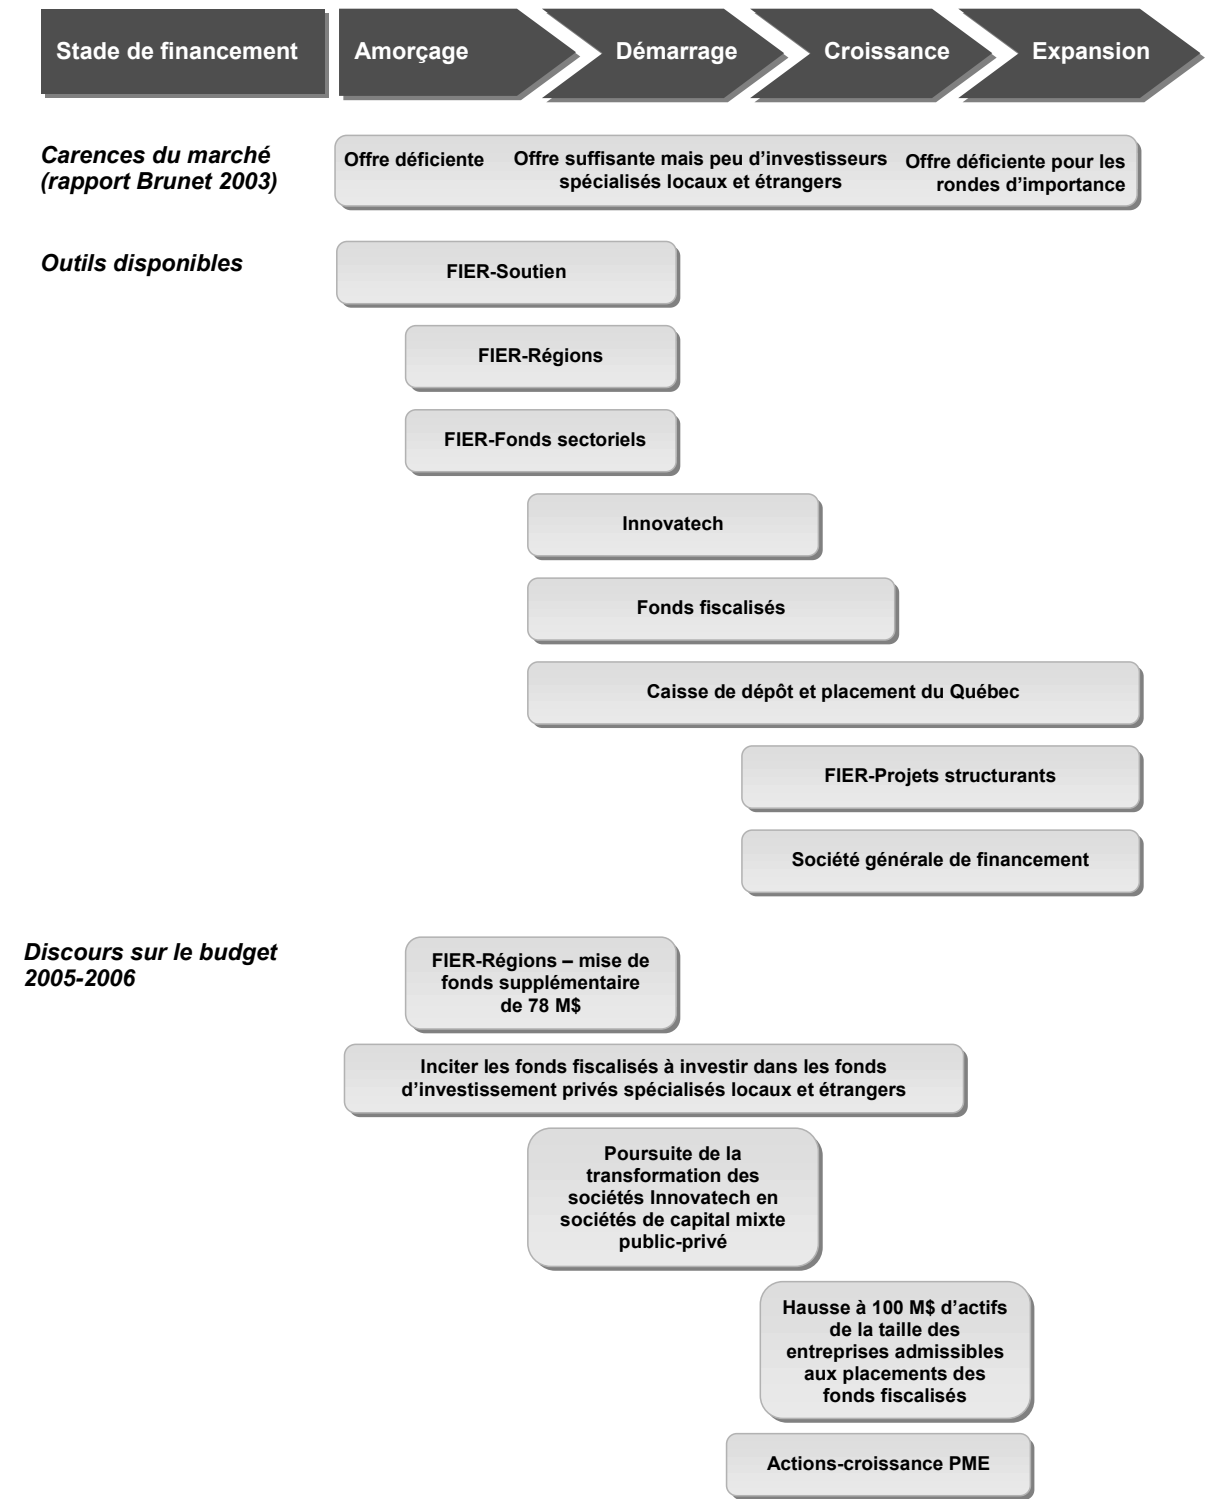 Stade de financement
Amorçage
Démarrage
Croissance
Expansion
Carences du marché
(rapport Brunet 2003)
Offre déficiente
Offre suffisante mais peu d’investisseurs
spécialisés locaux et étrangers
Offre déficiente pour les
rondes d’importance
Outils disponibles
FIER-Soutien
FIER-Régions
FIER-Fonds sectoriels
Innovatech
Fonds fiscalisés
Caisse de dépôt et placement du Québec
FIER-Projets structurants
Société générale de financement
Discours sur le budget
2005-2006
FIER-Régions – mise de
fonds supplémentaire
de 78 M$
Inciter les fonds fiscalisés à investir dans les fonds
d’investissement privés spécialisés locaux et étrangers
Poursuite de la
transformation des
sociétés Innovatech en
sociétés de capital mixte
public-privé
Hausse à 100 M$ d’actifs
de la taille des
entreprises admissibles
aux placements des
fonds fiscalisés
Actions-croissance PME